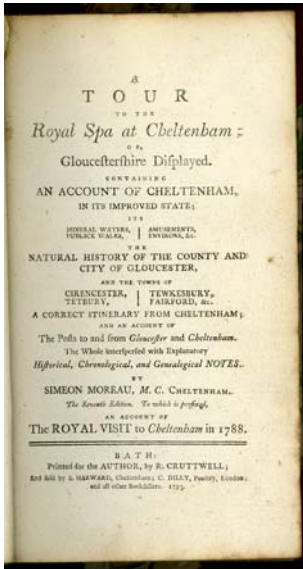 A
TOUR
TO THE
Royal Spa at Cheltenham;
OR,
Gloucestershire Displayed.
CONTAINING
AN ACCOUNT OF CHELTENHAM,
IN ITS IMPROVED STATE;
ITS
MINERAL WATERS, | AMUSEMENTS,
PUBLICK WALKS, | ENVIRONS, &c.
THE
NATURAL HISTORY OF THE COUNTY AND
CITY OF GLOUCESTER,
AND THE TOWNS OF
CIRENCESTER, | TEWKESBURY,
TETBURY, | FAIRFORD, &c.
A CORRECT ITINERARY FROM CHELTENHAM;
AND AN ACCOUNT OF
The Posts to and from Gloucester and Cheltenham.
The Whole interspersed with Explanatory
Historical, Chronological, and Genealogical NOTES.
BY
SIMEON MOREAU, M. C. CHELTENHAM.
The Seventh Edition. To which is prefixed,
AN ACCOUNT OF
The ROYAL VISIT to Cheltenham in 1788.
BATH:
Printed for the AUTHOR, by R. CRUTTWELL;
And sold by S. HARWARD, Cheltenham; C. DILLY, Poultry, London;
and all other Booksellers.